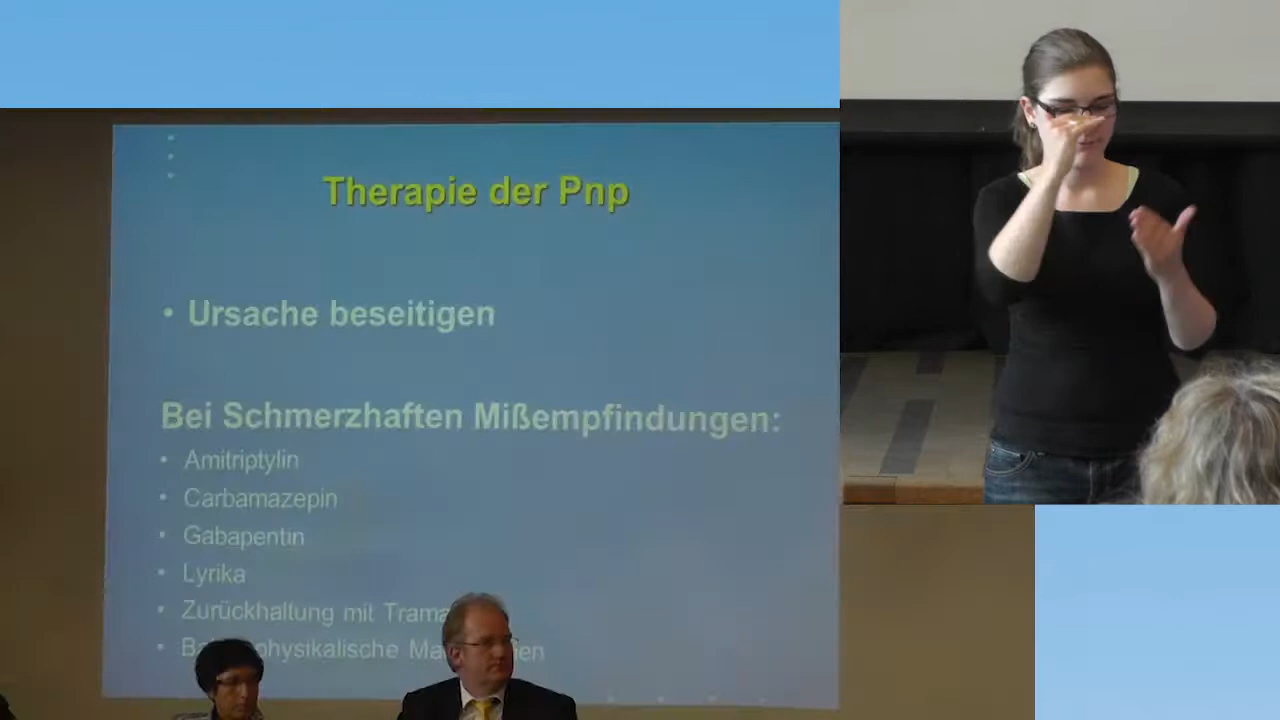 Therapie der Pnp
• Ursache beseitigen
Bei Schmerzhaften Mißempfindungen:
• Amitriptylin
• Carbamazepin
• Gabapentin
• Lyrika
• Zurückhaltung mit